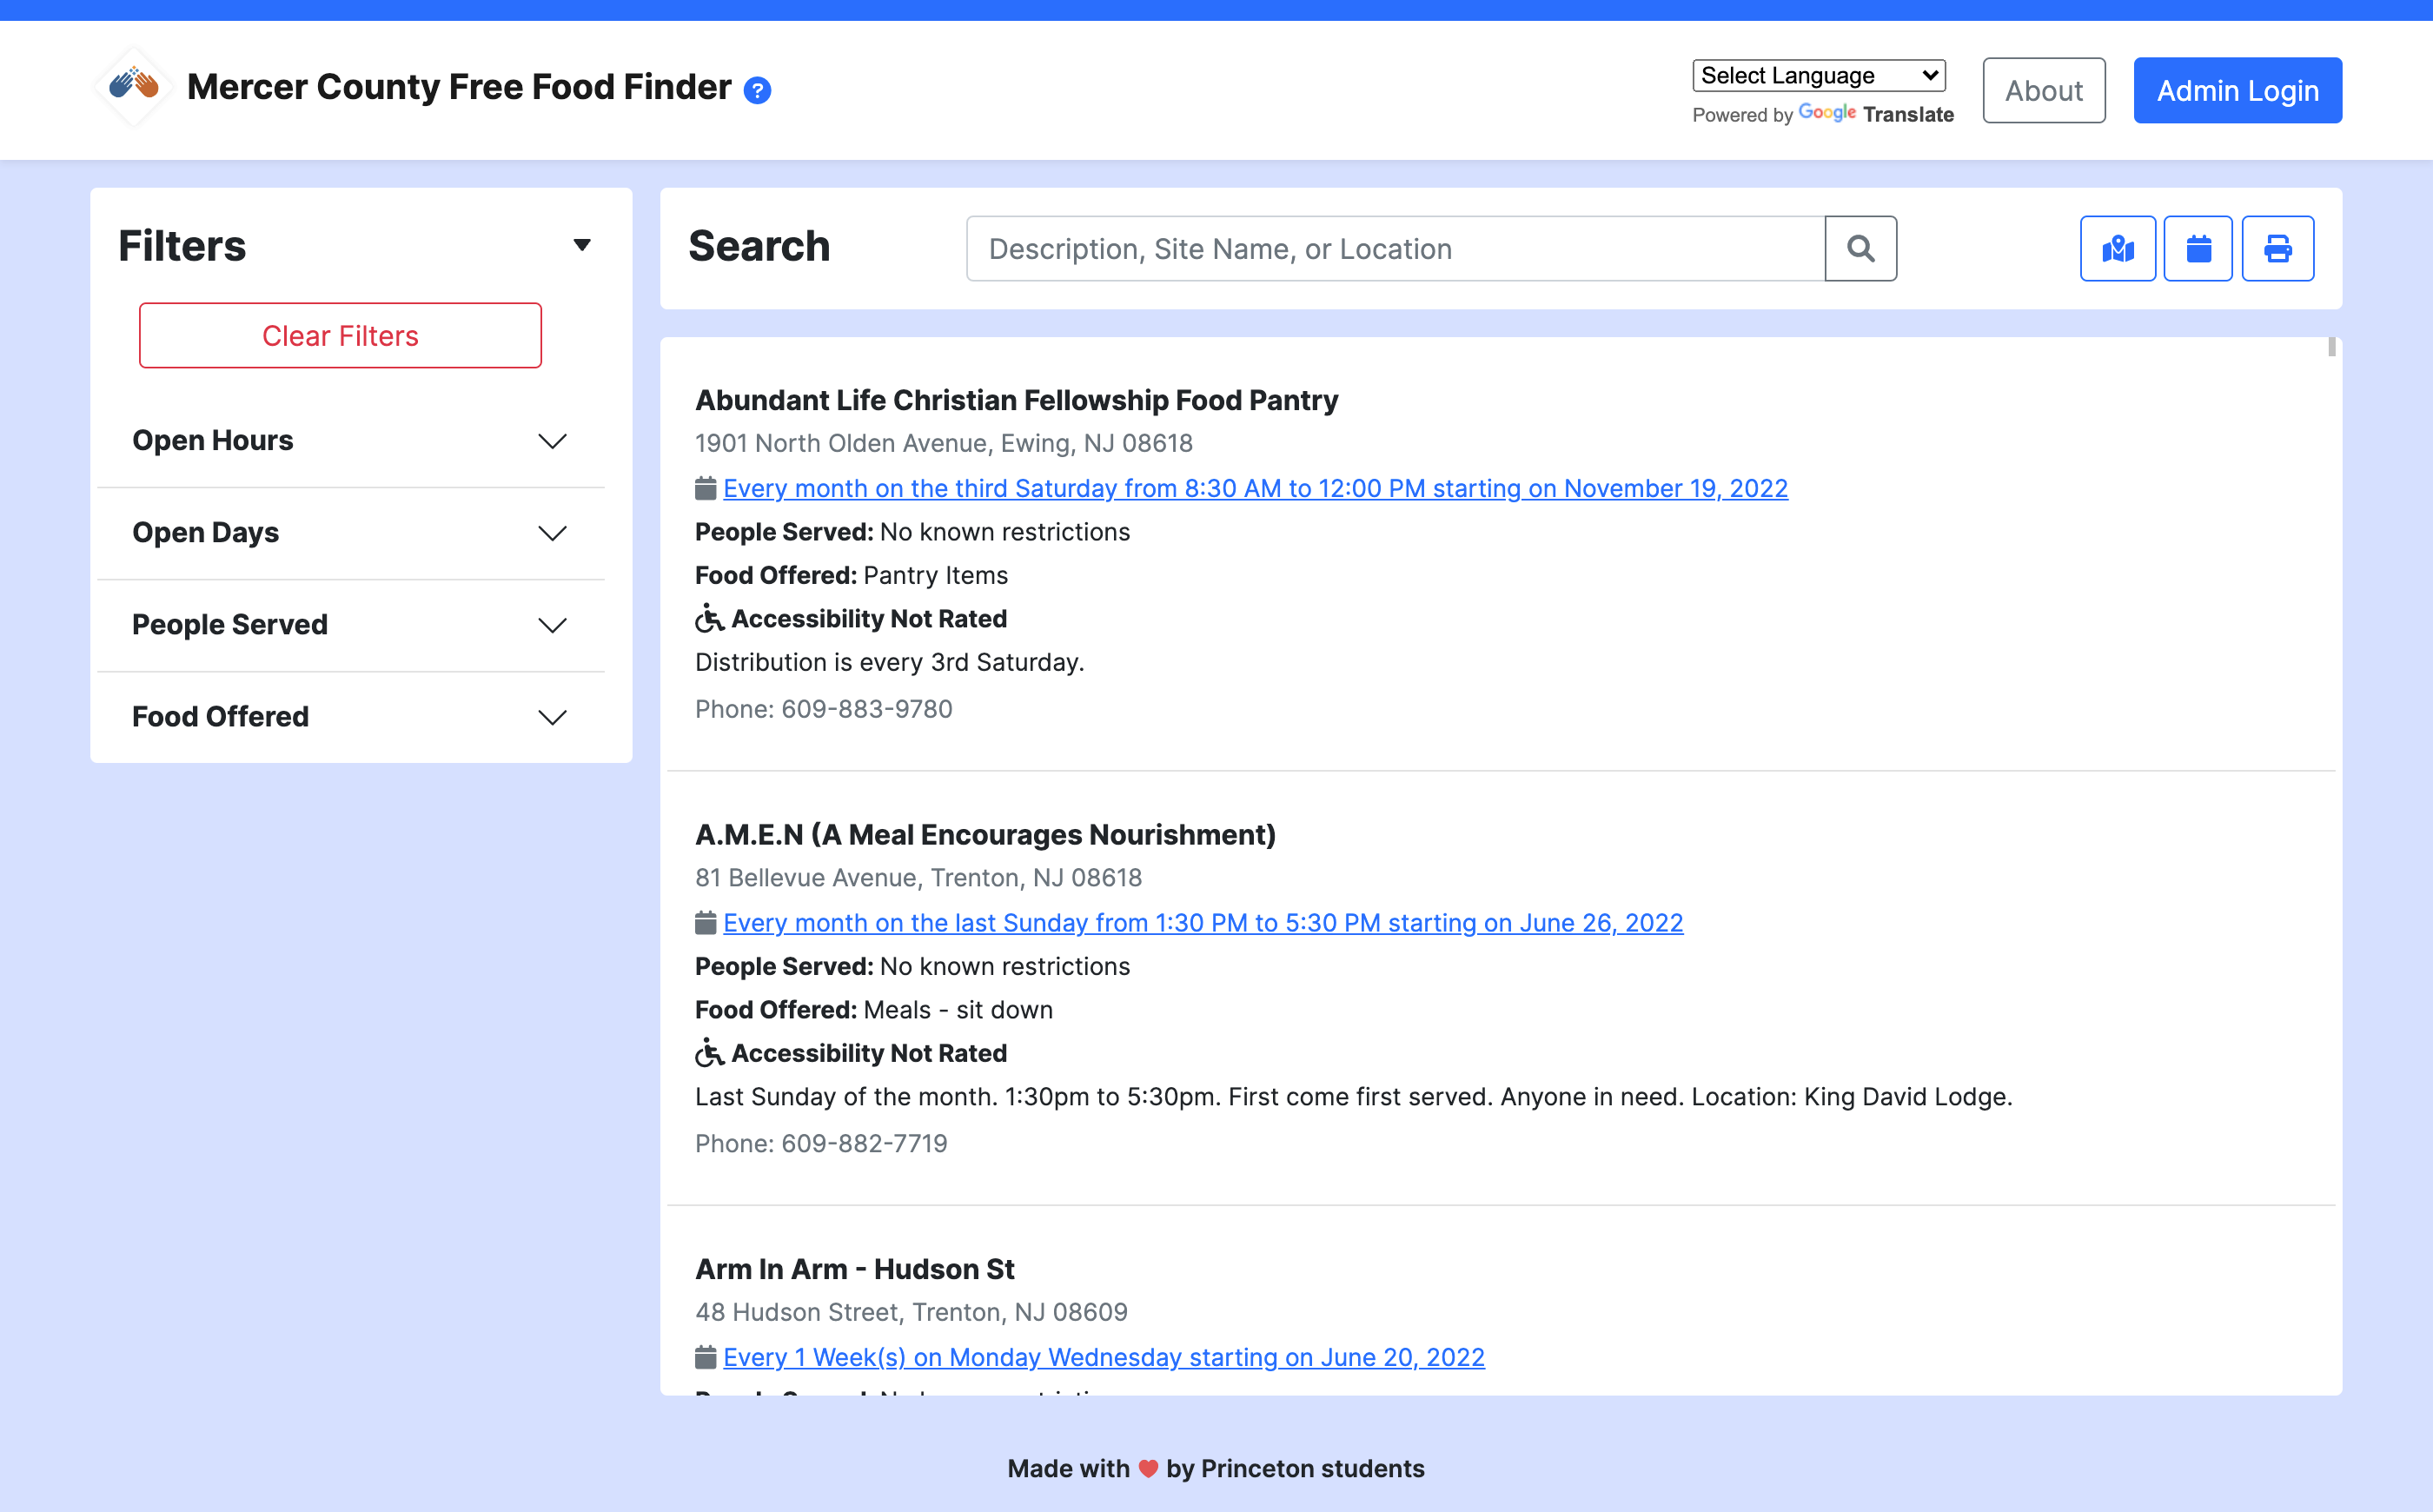 Mercer County Free Food Finder ?
Select Language
Powered by Google Translate
About
Admin Login
Filters
Clear Filters
Open Hours
Open Days
People Served
Food Offered
Search
Description, Site Name, or Location
Abundant Life Christian Fellowship Food Pantry
1901 North Olden Avenue, Ewing, NJ 08618
Every month on the third Saturday from 8:30 AM to 12:00 PM starting on November 19, 2022
People Served: No known restrictions
Food Offered: Pantry Items
Accessibility Not Rated
Distribution is every 3rd Saturday.
Phone: 609-883-9780
A.M.E.N (A Meal Encourages Nourishment)
81 Bellevue Avenue, Trenton, NJ 08618
Every month on the last Sunday from 1:30 PM to 5:30 PM starting on June 26, 2022
People Served: No known restrictions
Food Offered: Meals - sit down
Accessibility Not Rated
Last Sunday of the month. 1:30pm to 5:30pm. First come first served. Anyone in need. Location: King David Lodge.
Phone: 609-882-7719
Arm In Arm - Hudson St
48 Hudson Street, Trenton, NJ 08609
Every 1 Week(s) on Monday Wednesday starting on June 20, 2022
Made with ❤️ by Princeton students